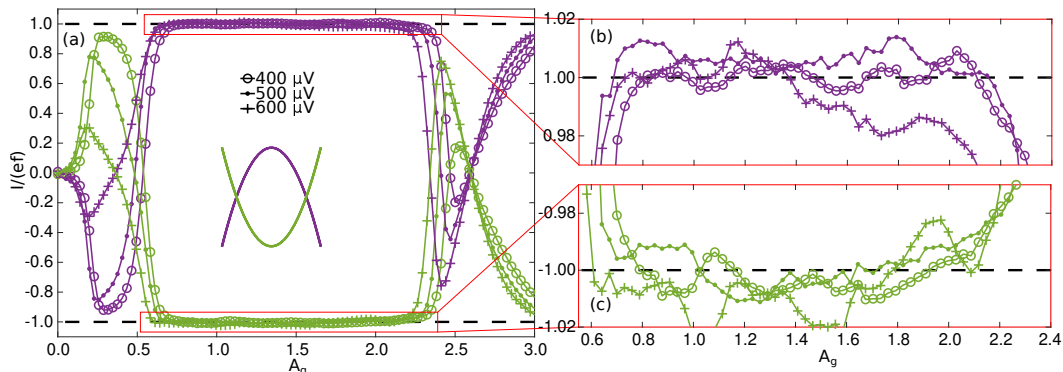 I/(ef)
(a)
1.0
0.8
0.6
0.4
0.2
0.0
-0.2
-0.4
-0.6
-0.8
-1.0
400 μV
500 μV
600 μV
0.0 0.5 1.0 1.5 2.0 2.5 3.0
A_g
(b)
1.02
1.00
0.98
(c)
-0.98
-1.00
-1.02
0.6 0.8 1.0 1.2 1.4 1.6 1.8 2.0 2.2 2.4
A_g